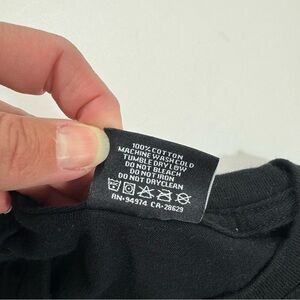 100% COTTON
MACHINE WASH COLD
TUMBLE DRY LOW
DO NOT BLEACH
DO NOT IRON
DO NOT DRYCLEAN
RN• 94974 CA• 28629